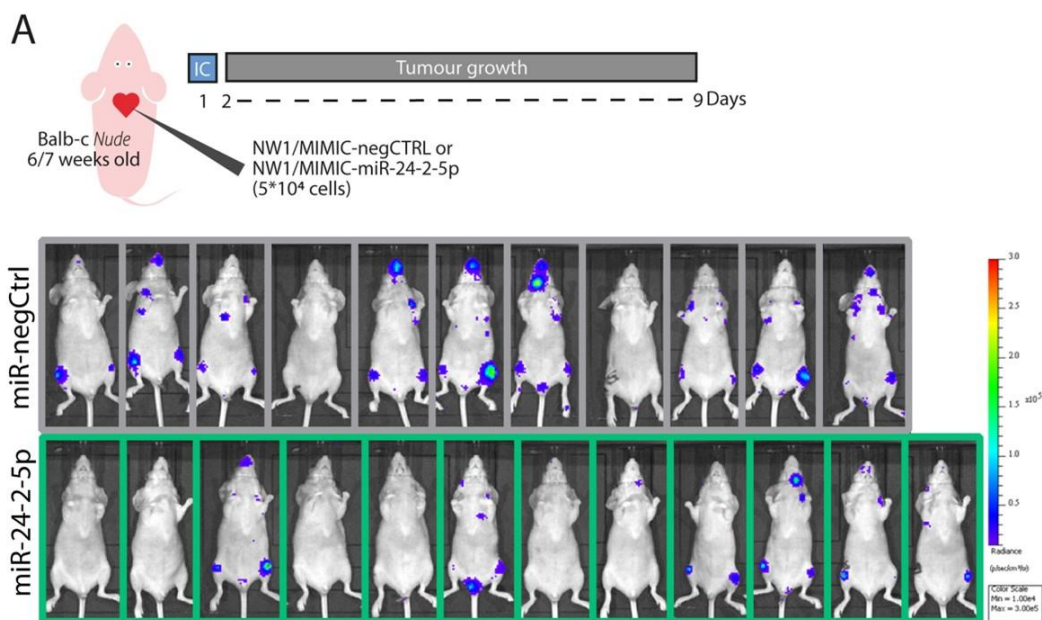 A
IC
Tumour growth
1 2 9 Days
Balb-c Nude
6/7 weeks old
NW1/MIMIC-negCTRL or
NW1/MIMIC-miR-24-2-5p
(5*10⁴ cells)
miR-negCtrl
miR-24-2-5p
3.0
2.5
2.0
1.5
x10⁵
1.0
0.5
Radiance
(p/sec/cm²/sr)
Color Scale
Min = 1.00e4
Max = 3.00e5